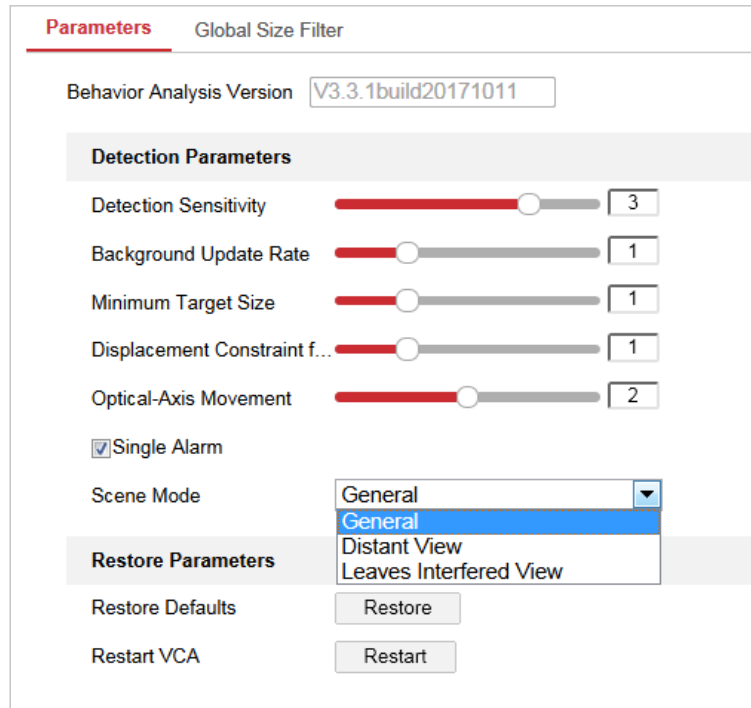 Parameters Global Size Filter
Behavior Analysis Version V3.3.1build20171011
Detection Parameters
Detection Sensitivity 3
Background Update Rate 1
Minimum Target Size 1
Displacement Constraint f... 1
Optical-Axis Movement 2
Single Alarm
Scene Mode General
General
Distant View
Leaves Interfered View
Restore Parameters
Restore Defaults Restore
Restart VCA Restart